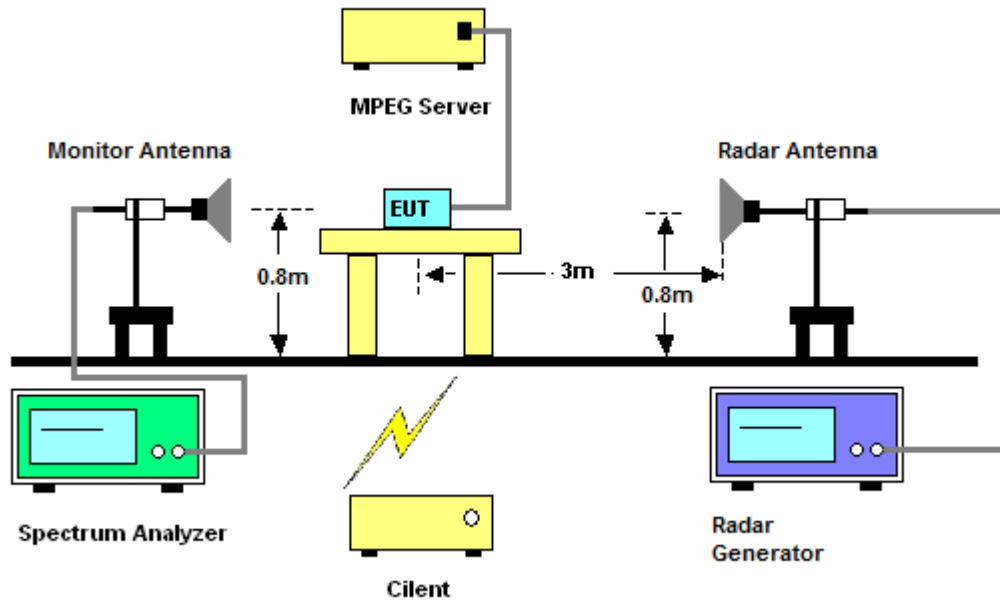 MPEG Server
Monitor Antenna
Radar Antenna
EUT
0.8m
3m
0.8m
Spectrum Analyzer
Radar
Generator
Cilent